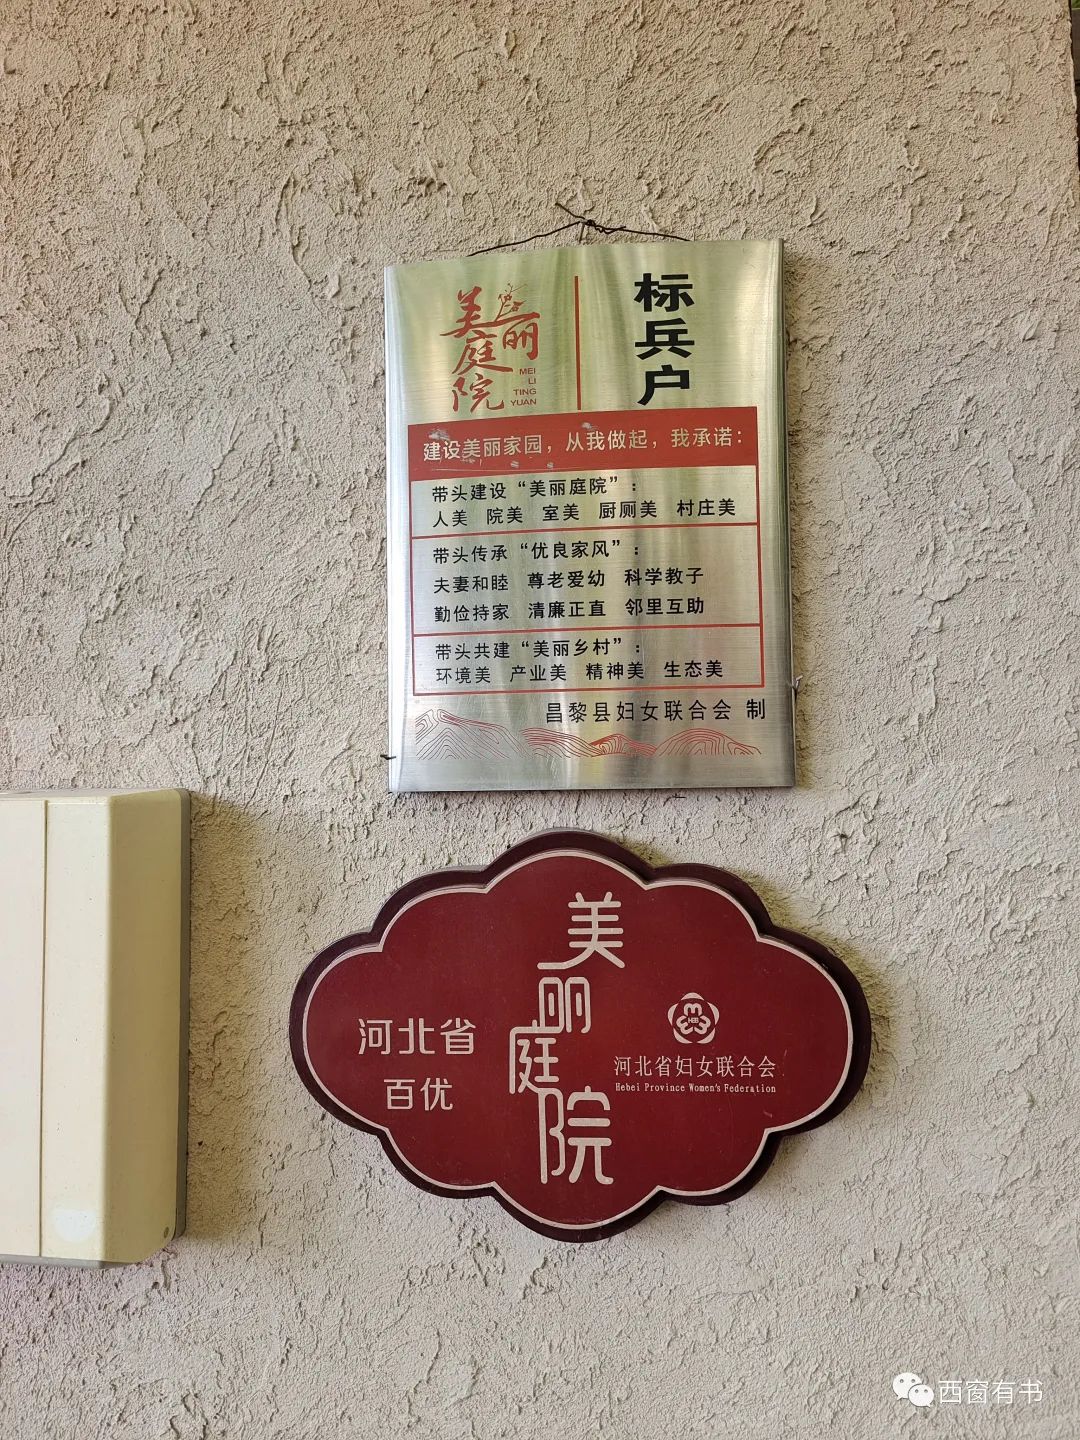 美丽庭院
MEI
LI
TING
YUAN
标兵户
建设美丽家园，从我做起，我承诺：
带头建设“美丽庭院”：
人美 院美 室美 厨厕美 村庄美
带头传承“优良家风”：
夫妻和睦 尊老爱幼 科学教子
勤俭持家 清廉正直 邻里互助
带头共建“美丽乡村”：
环境美 产业美 精神美 生态美
昌黎县妇女联合会 制
河北省
百优
美丽庭院
HEB
河北省妇女联合会
Hebei Province Women's Federation
西窗有书